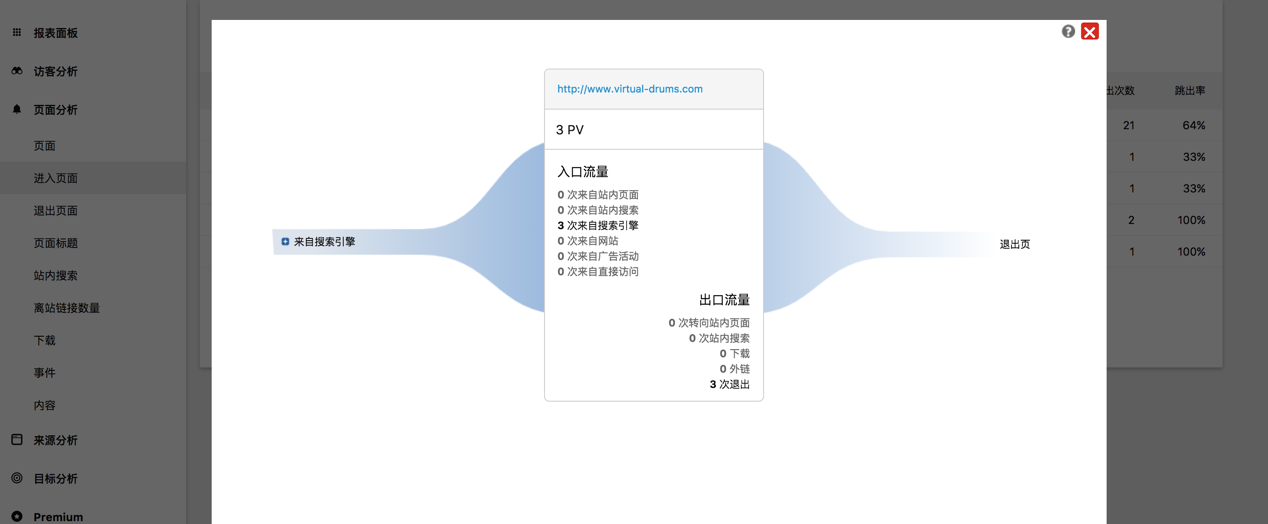 报表面板
访客分析
页面分析
页面
进入页面
退出页面
页面标题
站内搜索
离站链接数量
下载
事件
内容
来源分析
目标分析
Premium
http://www.virtual-drums.com
3 PV
入口流量
0 次来自站内页面
0 次来自站内搜索
3 次来自搜索引擎
0 次来自网站
0 次来自广告活动
0 次来自直接访问
出口流量
0 次转向站内页面
0 次站内搜索
0 下载
0 外链
3 次退出
来自搜索引擎
退出页
出次数 跳出率
21 64%
1 33%
1 33%
2 100%
1 100%